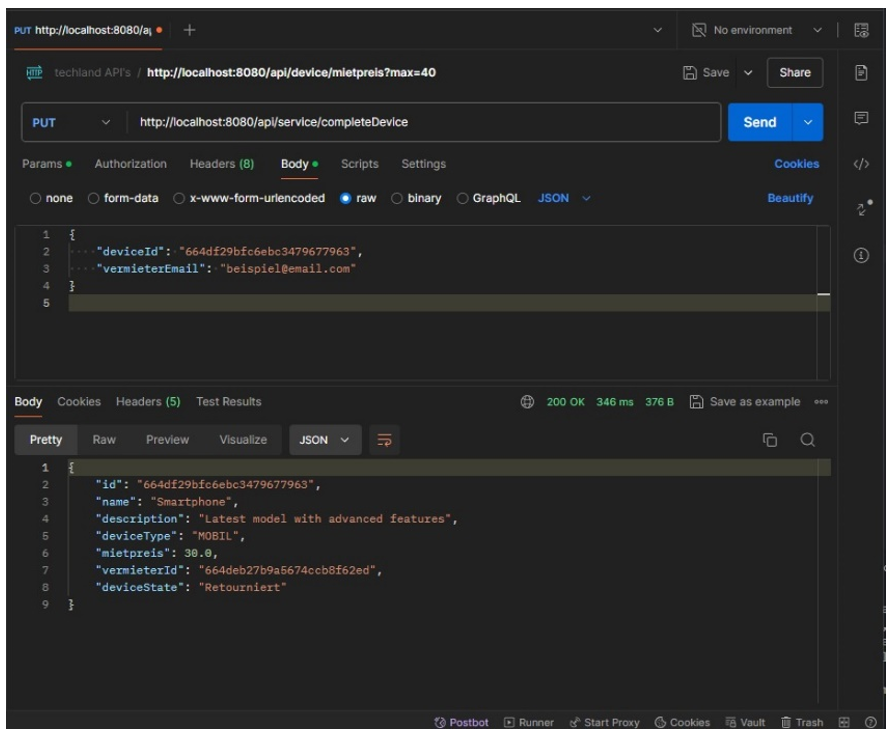 PUT http://localhost:8080/ap
No environment
HTTP techland API's / http://localhost:8080/api/device/mietpreis?max=40 Save Share
PUT http://localhost:8080/api/service/completeDevice Send
Params Authorization Headers (8) Body Scripts Settings Cookies
none form-data x-www-form-urlencoded raw binary GraphQL JSON Beautify
1 {
2 "deviceId": "664df29bfc6ebc3479677963",
3 "vermieterEmail": "beispiel@email.com"
4 }
5
Body Cookies Headers (5) Test Results 200 OK 346 ms 376 B Save as example
Pretty Raw Preview Visualize JSON
1 {
2 "id": "664df29bfc6ebc3479677963",
3 "name": "Smartphone",
4 "description": "Latest model with advanced features",
5 "deviceType": "MOBIL",
6 "mietpreis": 30.0,
7 "vermieterId": "664deb27b9a5674ccb8f62ed",
8 "deviceState": "Retourniert"
9 }
Postbot Runner Start Proxy Cookies Vault Trash